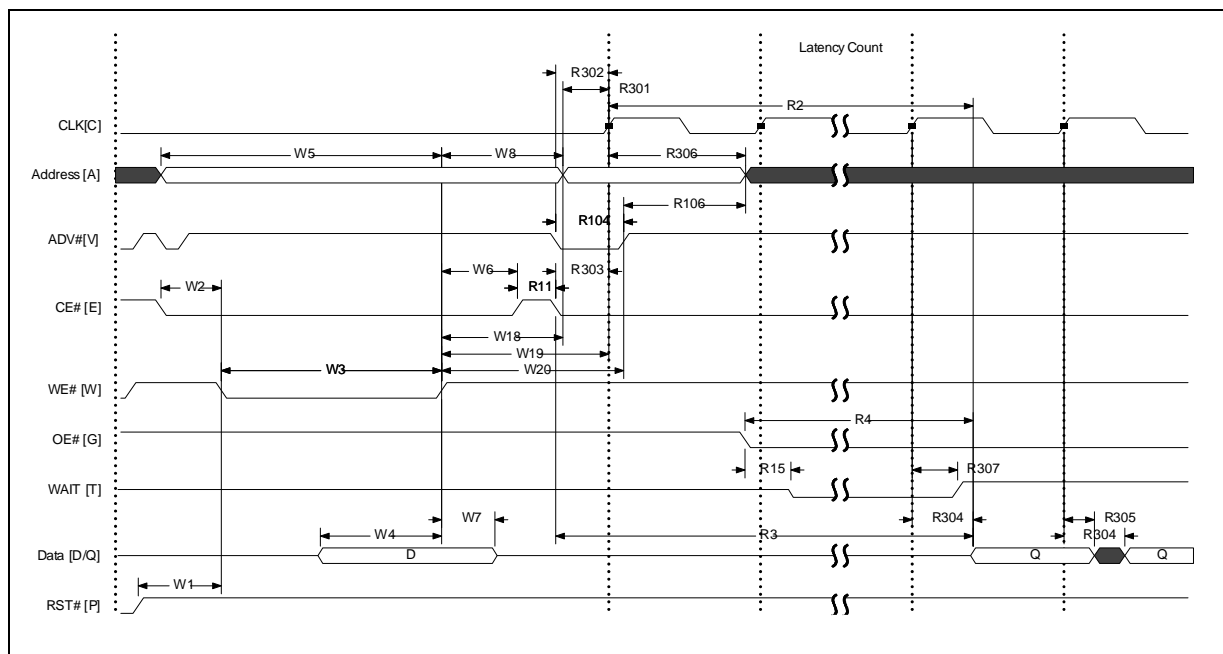 Latency Count
R302
R301
R2
CLK[C]
W5
W8
R306
Address [A]
R106
R104
ADV#[V]
W6
R303
W2
R11
CE# [E]
W18
W19
W3
W20
WE# [W]
R4
OE# [G]
R15
R307
WAIT [T]
W7
R304
R305
W4
R3
R304
Data [D/Q]
D
Q
Q
W1
RST# [P]